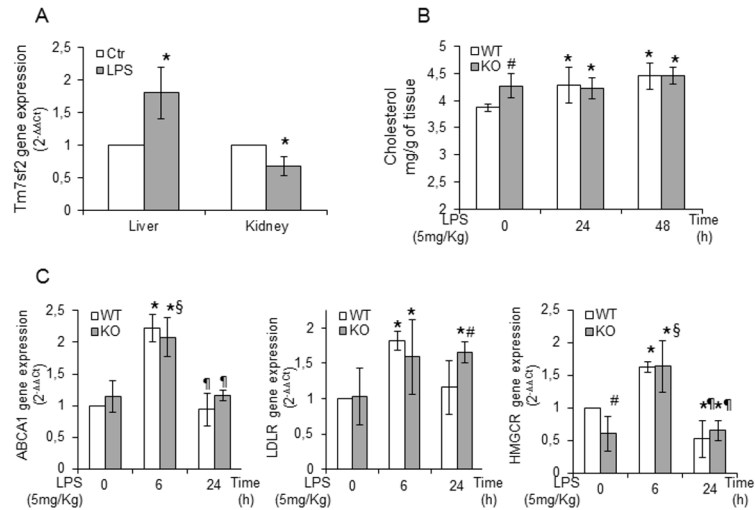 A
Tm7sf2 gene expression
(2-ΔΔCt)
2,5
2
1,5
1
0,5
0
Ctr
LPS
*
*
Liver
Kidney
B
Cholesterol
mg/g of tissue
5
4,5
4
3,5
3
2,5
2
WT
KO
#
* *
* *
LPS
(5mg/Kg)
0 24 48
Time
(h)
C
ABCA1 gene expression
(2-ΔΔCt)
2,5
2
1,5
1
0,5
0
WT
KO
* *§
¶ ¶
LPS
(5mg/Kg)
0 6 24
Time
(h)
LDLR gene expression
(2-ΔΔCt)
2
1,5
1
0,5
0
WT
KO
* *
*#
LPS
(5mg/Kg)
0 6 24
Time
(h)
HMGCR gene expression
(2-ΔΔCt)
2,5
2
1,5
1
0,5
0
WT
KO
#
* *§
*¶*¶
LPS
(5mg/Kg)
0 6 24
Time
(h)